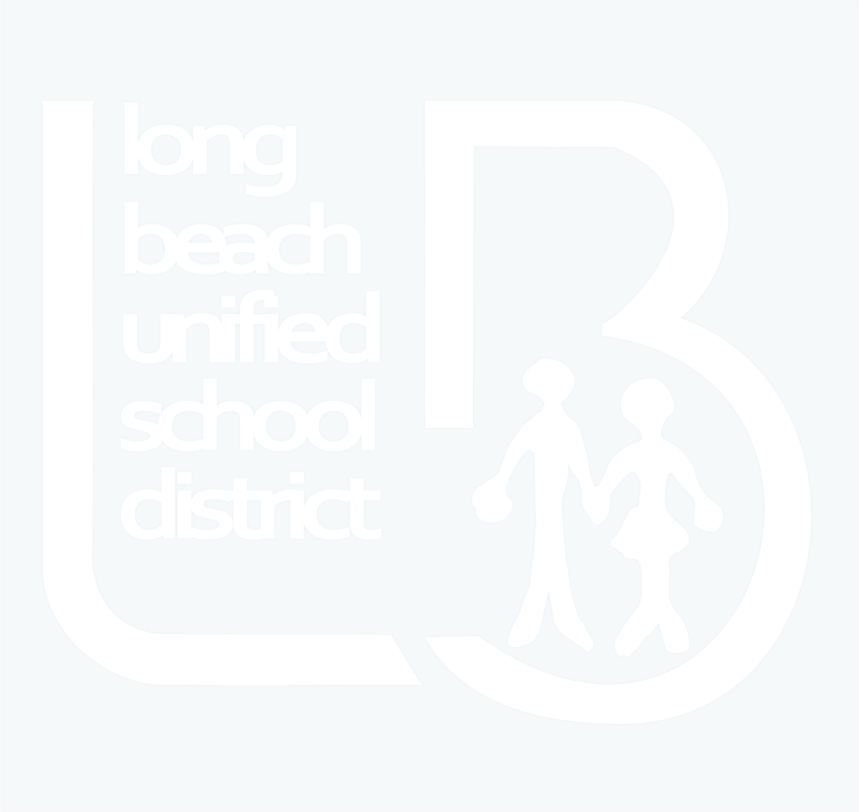 long
beach
unified
school
district